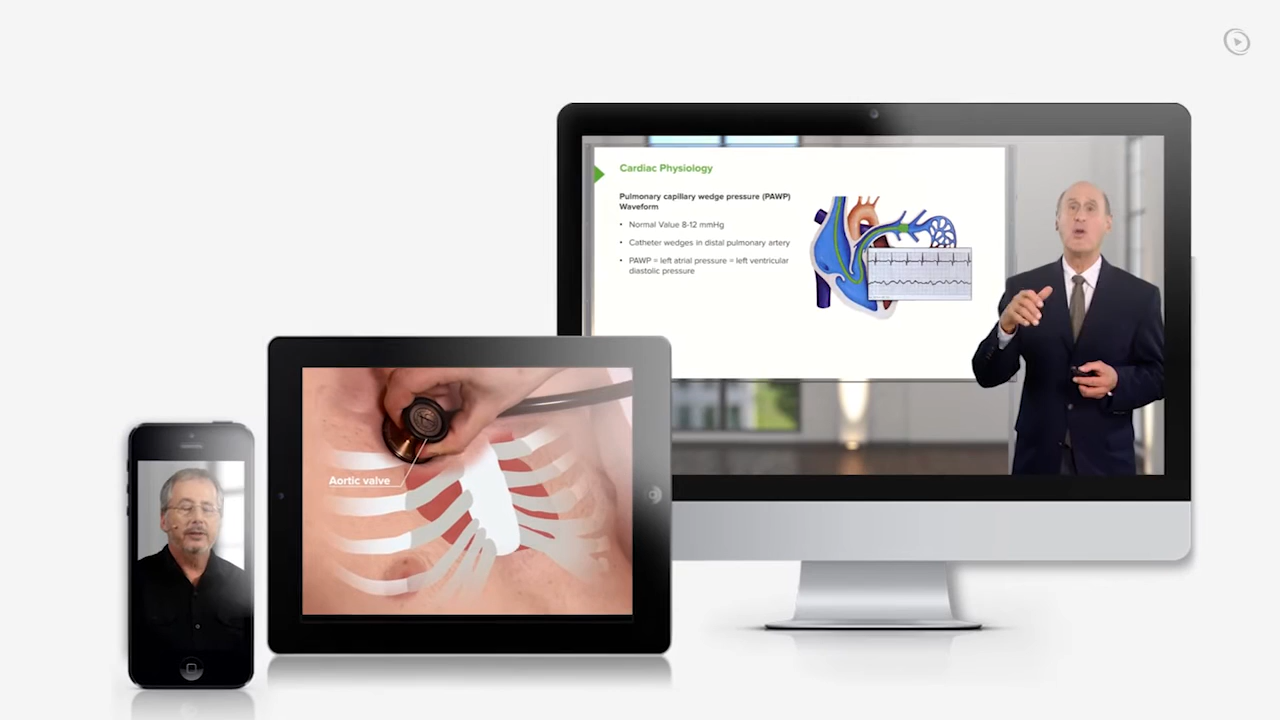 Cardiac Physiology
Pulmonary capillary wedge pressure (PAWP)
Waveform
• Normal Value 8-12 mmHg
• Catheter wedges in distal pulmonary artery
• PAWP = left atrial pressure = left ventricular
diastolic pressure
Aortic valve